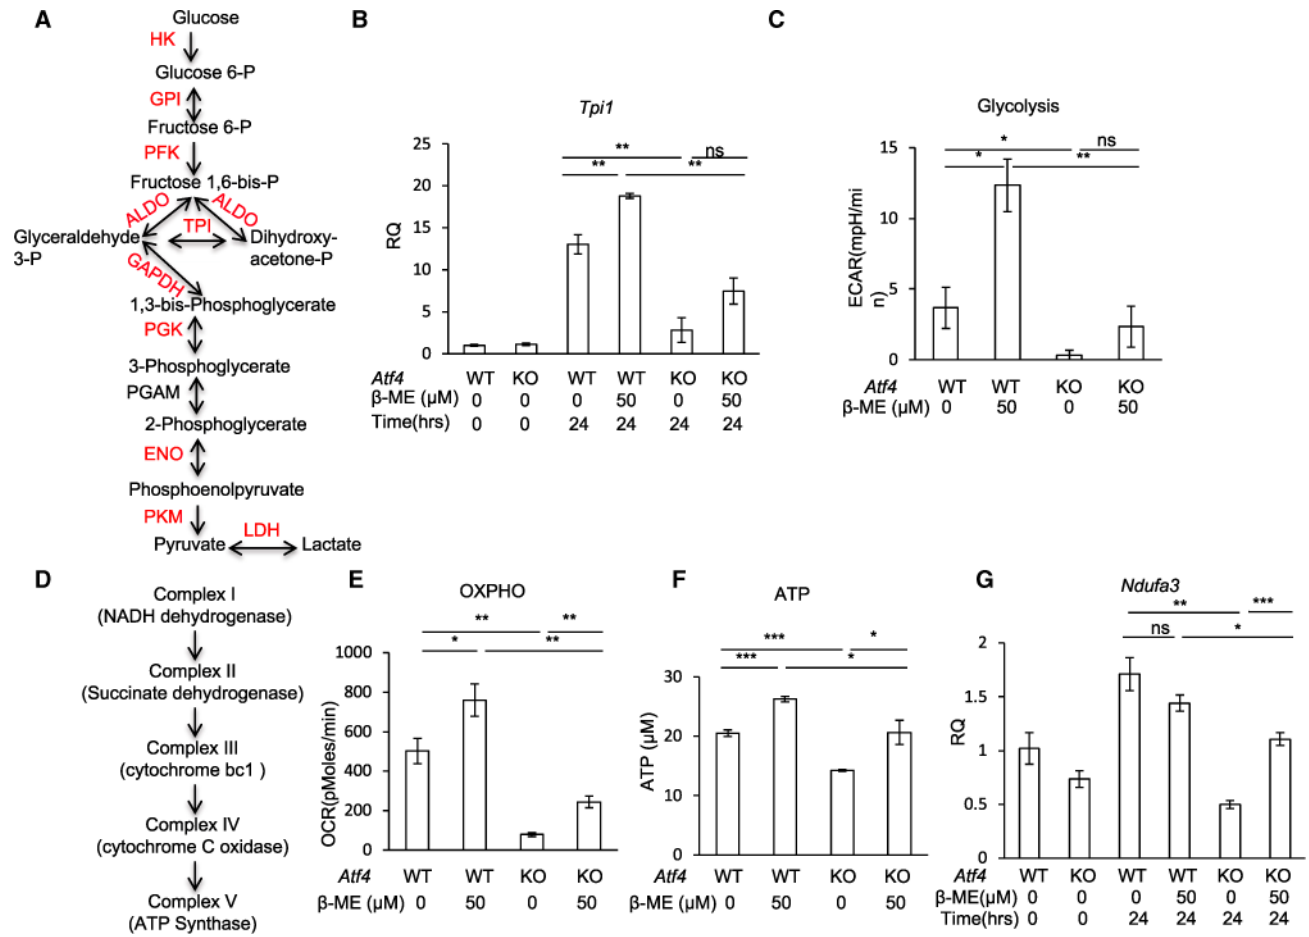 A
Glucose
HK
Glucose 6-P
GPI
Fructose 6-P
PFK
Fructose 1,6-bis-P
ALDO
ALDO
TPI
Glyceraldehyde
3-P
Dihydroxy-
acetone-P
GAPDH
1,3-bis-Phosphoglycerate
PGK
3-Phosphoglycerate
PGAM
2-Phosphoglycerate
ENO
Phosphoenolpyruvate
PKM
LDH
Pyruvate
Lactate
B
Tpi1
** ns
** **
25
20
15
10
5
0
RQ
Atf4 WT KO WT WT KO KO
β-ME (µM) 0 0 0 50 0 50
Time(hrs) 0 0 24 24 24 24
C
Glycolysis
* ns
* **
15
10
5
0
ECAR(mpH/mi
n)
Atf4 WT WT KO KO
β-ME (µM) 0 50 0 50
D
Complex I
(NADH dehydrogenase)
Complex II
(Succinate dehydrogenase)
Complex III
(cytochrome bc1 )
Complex IV
(cytochrome C oxidase)
Complex V
(ATP Synthase)
E
OXPHO
** **
* **
1000
800
600
400
200
0
OCR(pMoles/min)
Atf4 WT WT KO KO
β-ME (µM) 0 50 0 50
F
ATP
*** *
*** *
30
20
10
0
ATP (µM)
WT WT KO KO
0 50 0 50
G
Ndufa3
** ***
ns *
2
1.5
1
0.5
0
RQ
Atf4 WT KO WT WT KO KO
β-ME(µM) 0 0 0 50 0 50
Time(hrs) 0 0 24 24 24 24